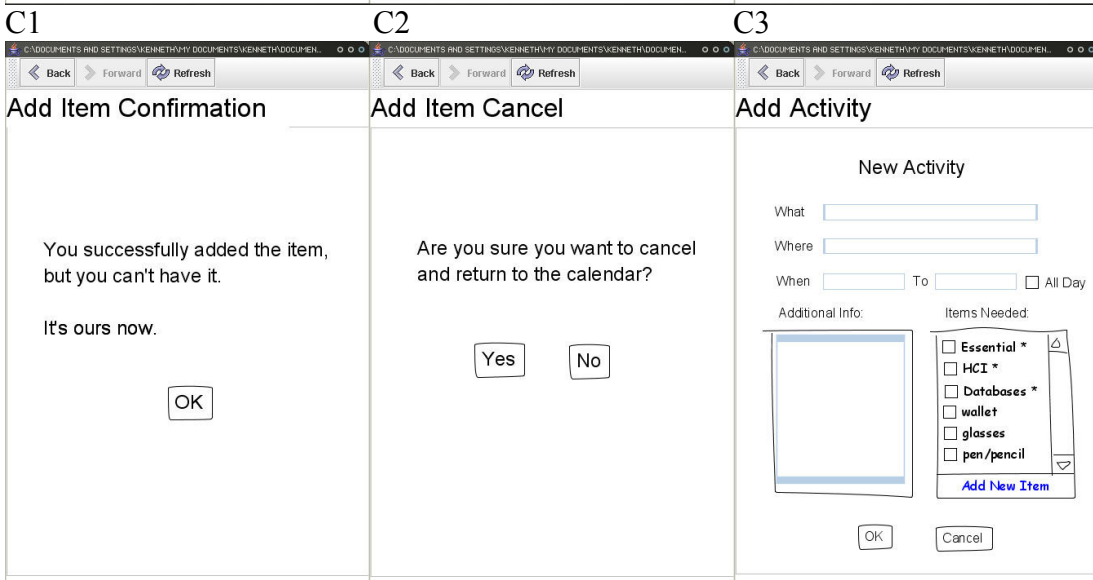 C1
C:\DOCUMENTS AND SETTINGS\KENNETH\MY DOCUMENTS\KENNETH\DOCUMEN..
Back Forward Refresh
Add Item Confirmation
You successfully added the item,
but you can't have it.
It's ours now.
OK
C2
C:\DOCUMENTS AND SETTINGS\KENNETH\MY DOCUMENTS\KENNETH\DOCUMEN..
Back Forward Refresh
Add Item Cancel
Are you sure you want to cancel
and return to the calendar?
Yes No
C3
C:\DOCUMENTS AND SETTINGS\KENNETH\MY DOCUMENTS\KENNETH\DOCUMEN..
Back Forward Refresh
Add Activity
New Activity
What
Where
When To All Day
Additional Info: Items Needed:
Essential *
HCI *
Databases *
wallet
glasses
pen/pencil
Add New Item
OK Cancel